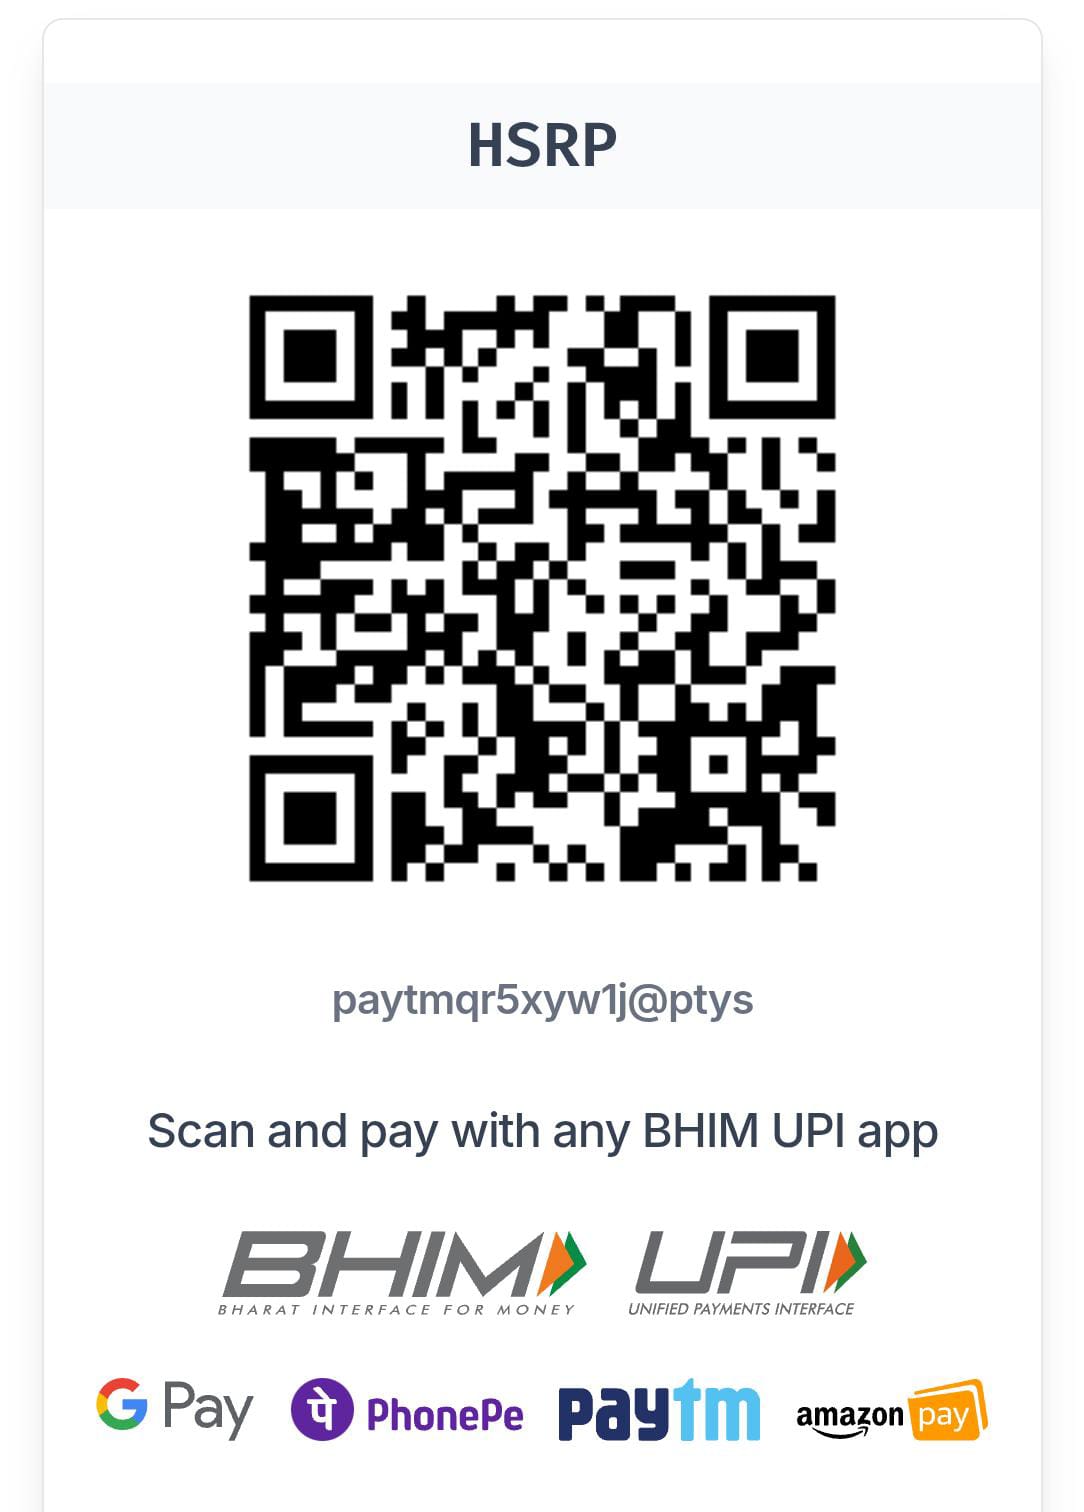 HSRP
paytmqr5xyw1j@ptys
Scan and pay with any BHIM UPI app
BHIM UPI
BHARAT INTERFACE FOR MONEY UNIFIED PAYMENTS INTERFACE
G Pay पे PhonePe paytm amazon pay